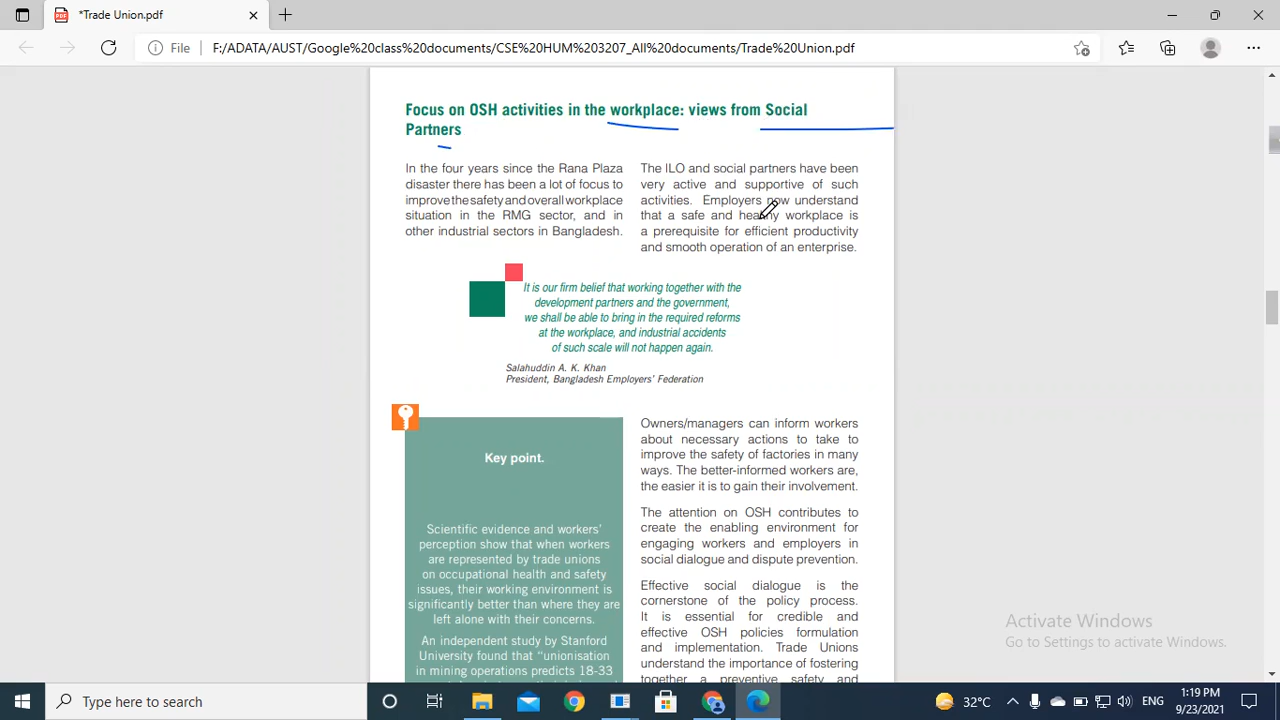 *Trade Union.pdf
File
F:/ADATA/AUST/Google%20class%20documents/CSE%20HUM%203207_All%20documents/Trade%20Union.pdf
Focus on OSH activities in the workplace: views from Social
Partners
In the four years since the Rana Plaza
disaster there has been a lot of focus to
improve the safety and overall workplace
situation in the RMG sector, and in
other industrial sectors in Bangladesh.
The ILO and social partners have been
very active and supportive of such
activities. Employers now understand
that a safe and healthy workplace is
a prerequisite for efficient productivity
and smooth operation of an enterprise.
It is our firm belief that working together with the
development partners and the government,
we shall be able to bring in the required reforms
at the workplace, and industrial accidents
of such scale will not happen again.
Salahuddin A. K. Khan
President, Bangladesh Employers' Federation
Key point.
Scientific evidence and workers'
perception show that when workers
are represented by trade unions
on occupational health and safety
issues, their working environment is
significantly better than where they are
left alone with their concerns.
An independent study by Stanford
University found that "unionisation
in mining operations predicts 18-33
Owners/managers can inform workers
about necessary actions to take to
improve the safety of factories in many
ways. The better-informed workers are,
the easier it is to gain their involvement.
The attention on OSH contributes to
create the enabling environment for
engaging workers and employers in
social dialogue and dispute prevention.
Effective social dialogue is the
cornerstone of the policy process.
It is essential for credible and
effective OSH policies formulation
and implementation. Trade Unions
understand the importance of fostering
together a preventive safety and
Activate Windows
Go to Settings to activate Windows.
Type here to search
32°C
ENG
1:19 PM
9/23/2021